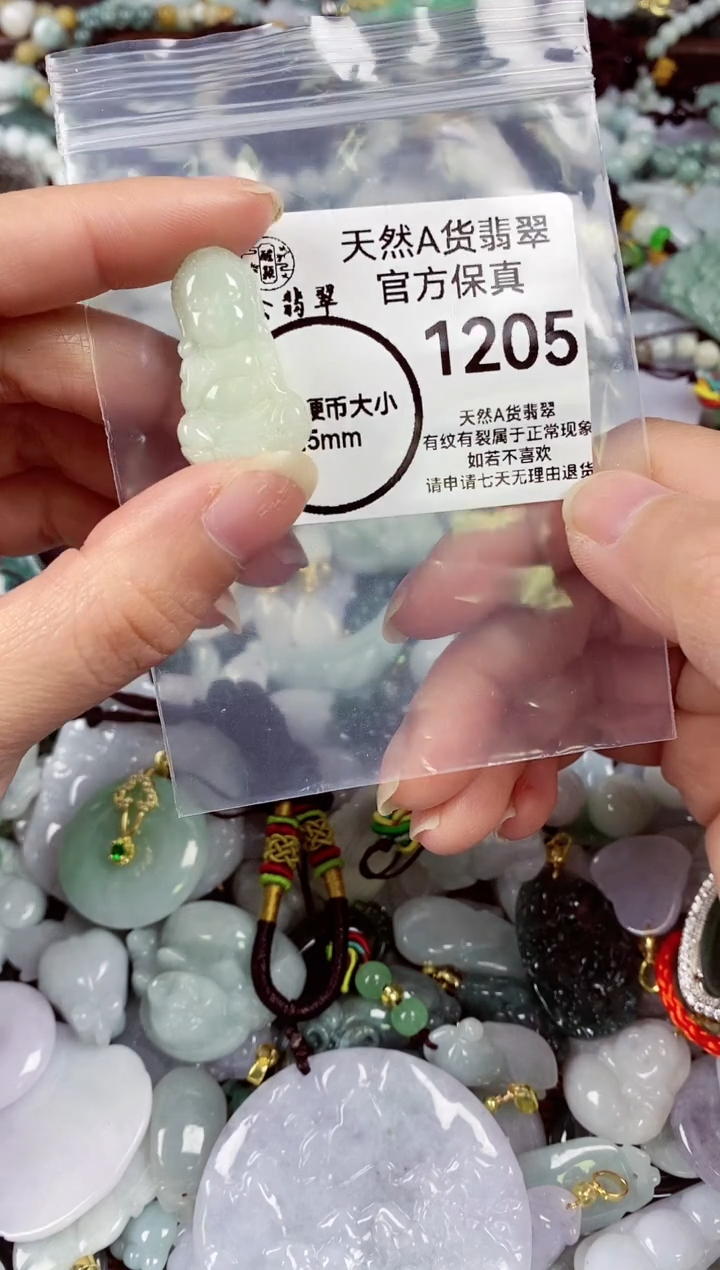 天然A货翡翠
官方保真
翡翠
1205
硬币大小
5mm
天然A货翡翠
有纹有裂属于正常现象
如若不喜欢
请申请七天无理由退货